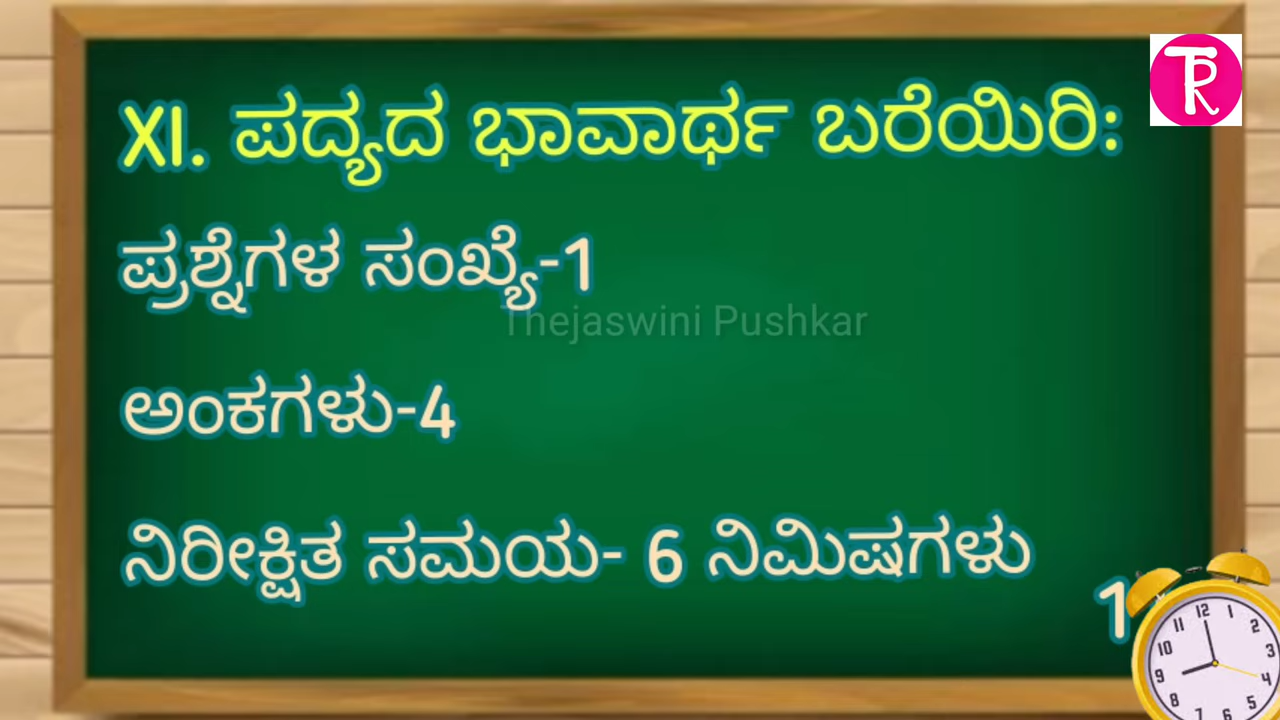 XI. ಪದ್ಯದ ಭಾವಾರ್ಥ ಬರೆಯಿರಿ:
ಪ್ರಶ್ನೆಗಳ ಸಂಖ್ಯೆ-1
Thejaswini Pushkar
ಅಂಕಗಳು-4
ನಿರೀಕ್ಷಿತ ಸಮಯ- 6 ನಿಮಿಷಗಳು